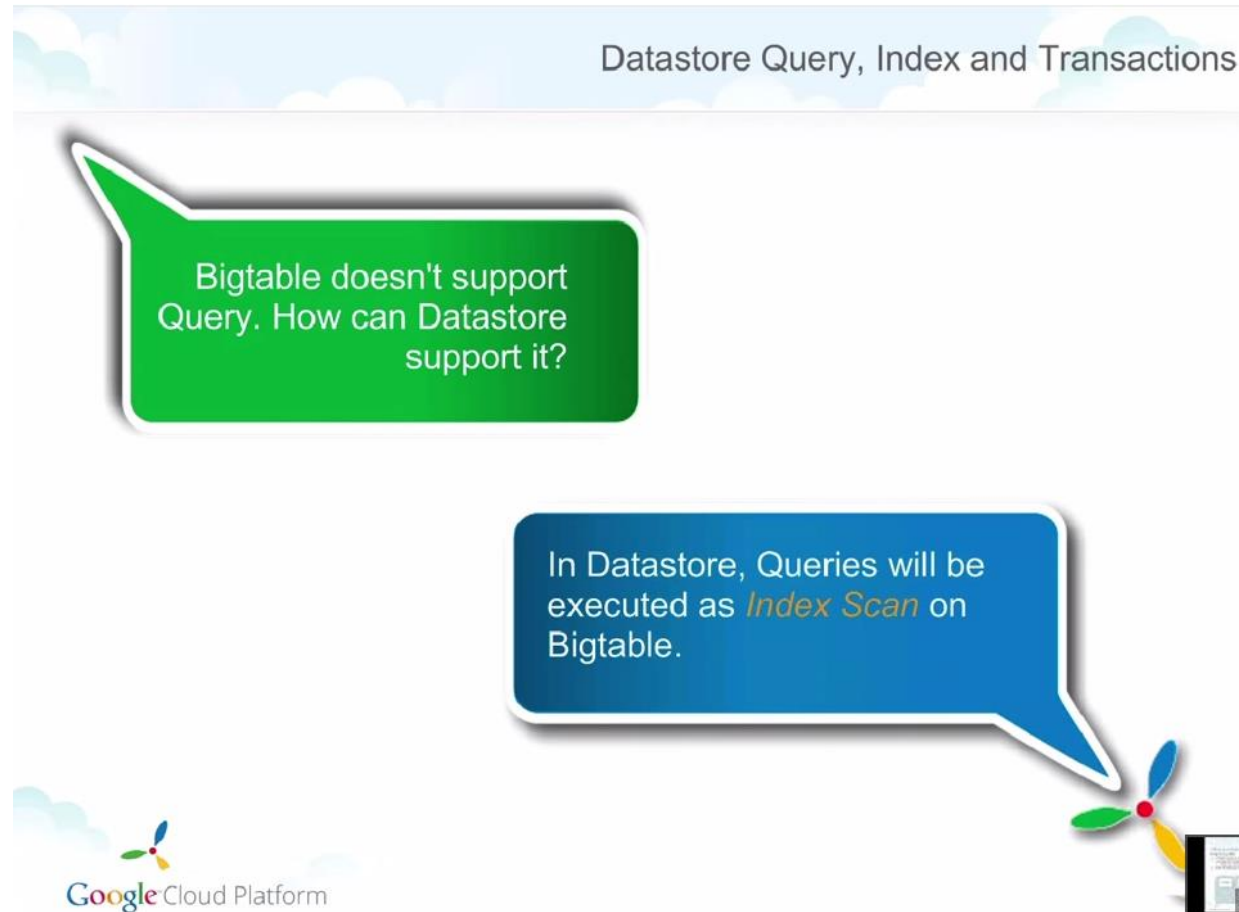 Datastore Query, Index and Transactions
Bigtable doesn't support
Query. How can Datastore
support it?
In Datastore, Queries will be
executed as Index Scan on
Bigtable.
Google Cloud Platform